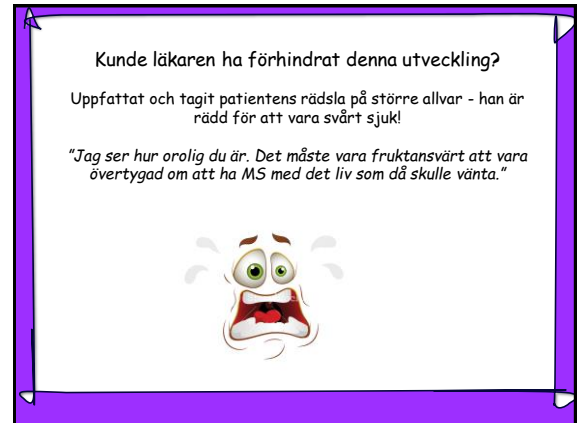 Kunde läkaren ha förhindrat denna utveckling?
Uppfattat och tagit patientens rädsla på större allvar - han är
rädd för att vara svårt sjuk!
"Jag ser hur orolig du är. Det måste vara fruktansvärt att vara
övertygad om att ha MS med det liv som då skulle vänta."